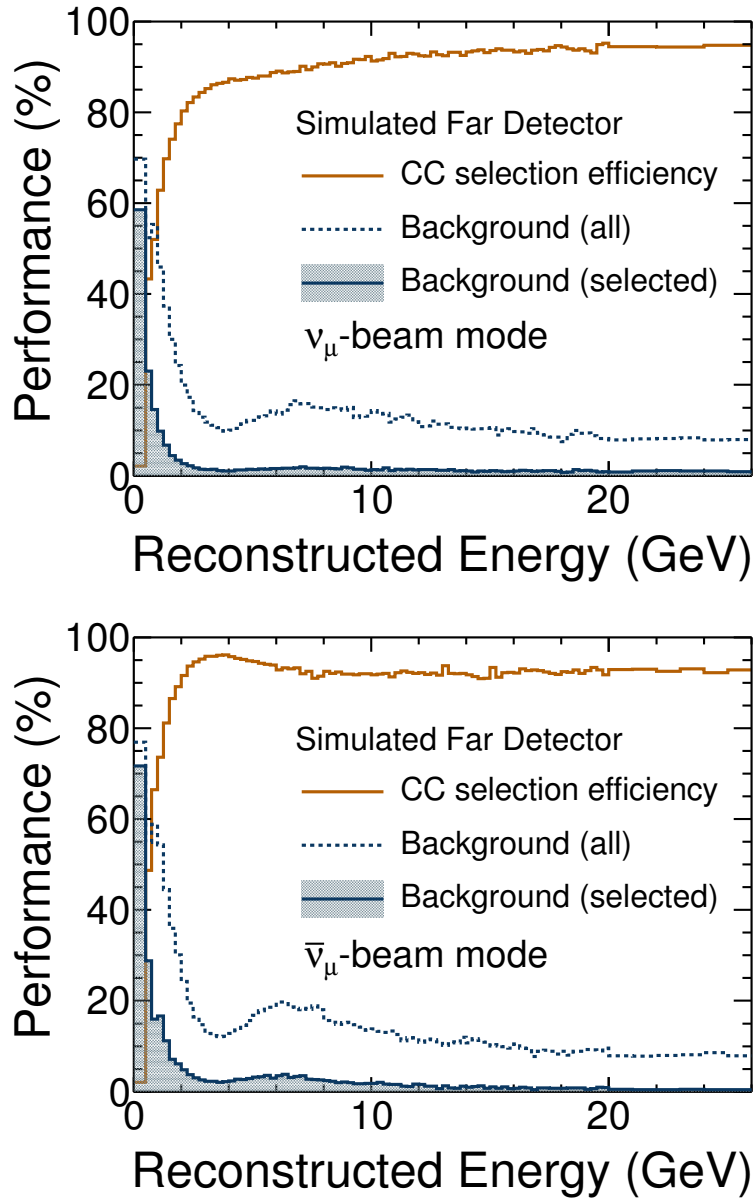 100
80
60
40
20
0
Performance (%)
Simulated Far Detector
CC selection efficiency
Background (all)
Background (selected)
νμ-beam mode
0 10 20
Reconstructed Energy (GeV)
100
80
60
40
20
0
Performance (%)
Simulated Far Detector
CC selection efficiency
Background (all)
Background (selected)
ν̅μ-beam mode
0 10 20
Reconstructed Energy (GeV)